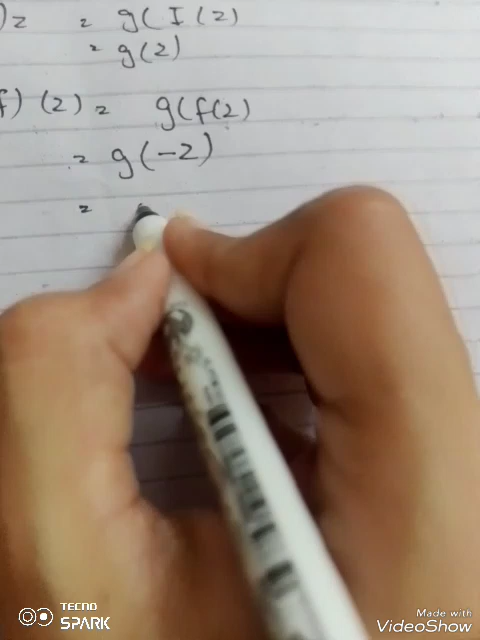 )z = g(I(2)
= g(2)
f)(2) = g(f(2)
= g(-2)
=
TECNO
SPARK
Made with
VideoShow